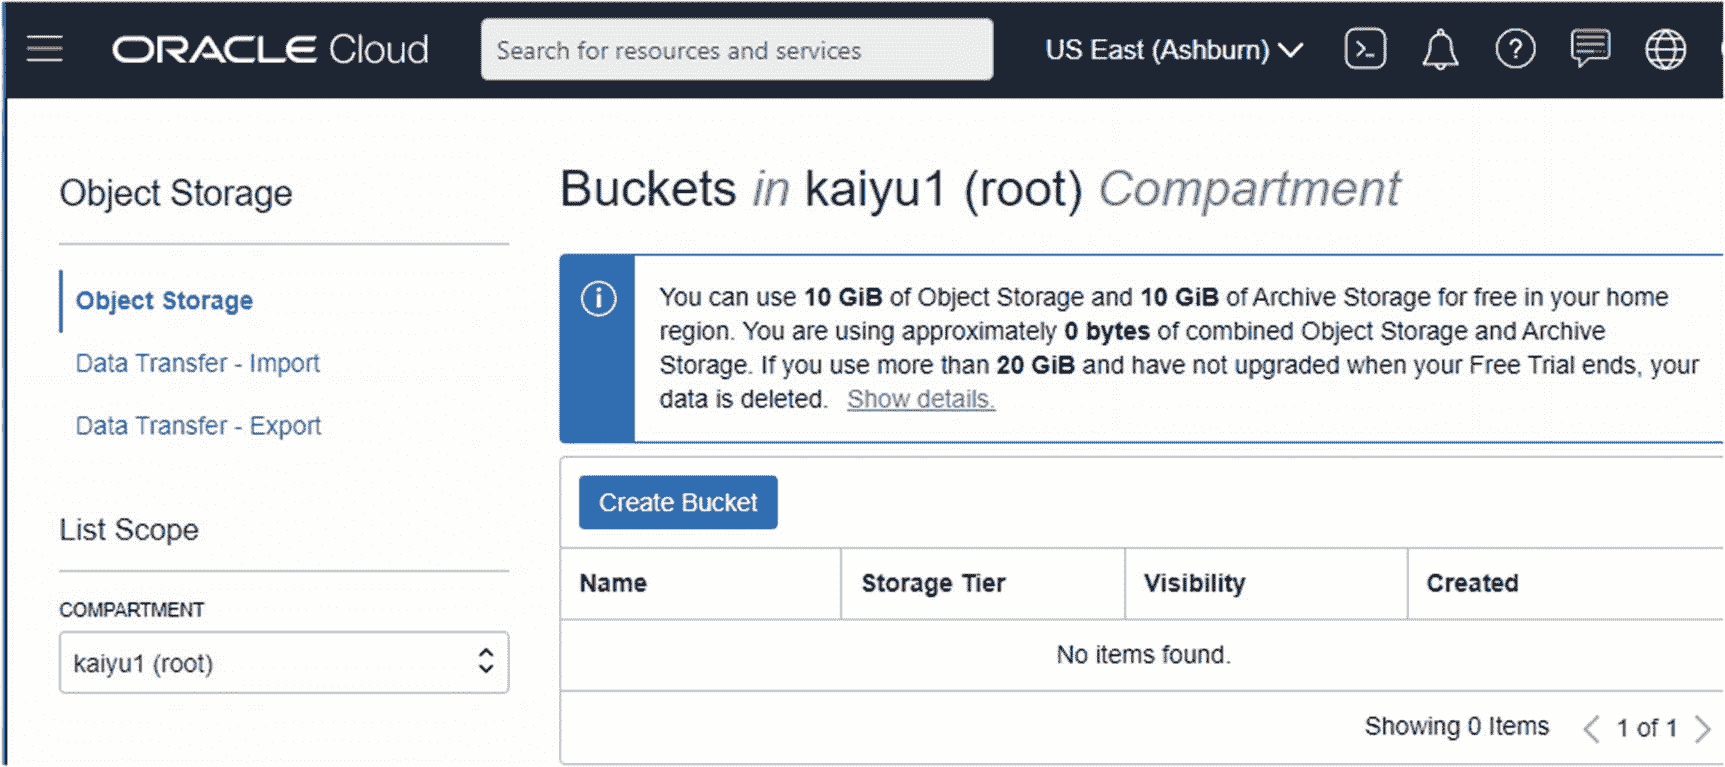 ORACLE Cloud
Search for resources and services
US East (Ashburn)
Object Storage
Object Storage
Data Transfer - Import
Data Transfer - Export
List Scope
COMPARTMENT
kaiyu1 (root)
Buckets in kaiyu1 (root) Compartment
You can use 10 GiB of Object Storage and 10 GiB of Archive Storage for free in your home
region. You are using approximately 0 bytes of combined Object Storage and Archive
Storage. If you use more than 20 GiB and have not upgraded when your Free Trial ends, your
data is deleted. Show details.
Create Bucket
Name Storage Tier Visibility Created
No items found.
Showing 0 Items < 1 of 1 >